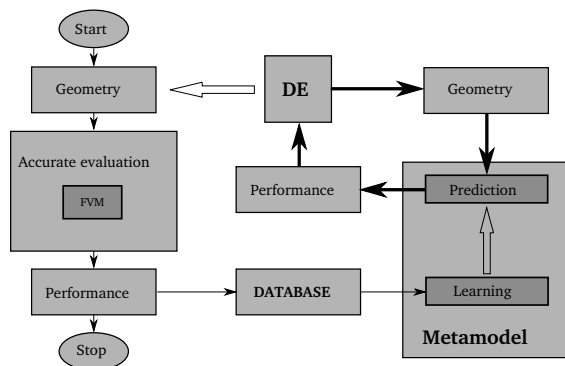 Start
Geometry
Accurate evaluation
FVM
Performance
Stop
DE
Geometry
Performance
Prediction
DATABASE
Learning
Metamodel